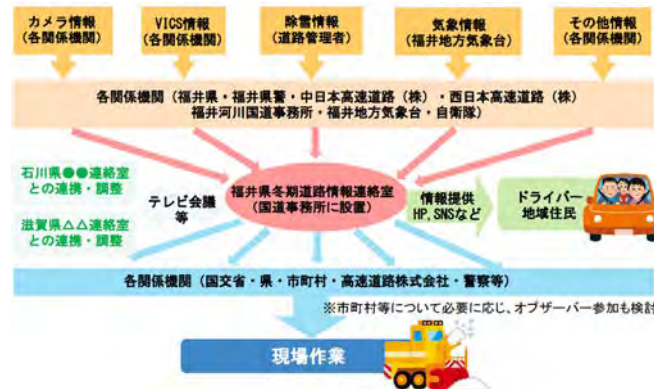 カメラ情報
(各関係機関)
VICS情報
(各関係機関)
除雪情報
(道路管理者)
気象情報
(福井地方気象台)
その他情報
(各関係機関)
各関係機関(福井県・福井県警・中日本高速道路(株)・西日本高速道路(株)
福井河川国道事務所・福井地方気象台・自衛隊)
石川県●●連絡室
との連携・調整
滋賀県△△連絡室
との連携・調整
テレビ会議
等
福井県冬期道路情報連絡室
(国道事務所に設置)
情報提供
HP,SNSなど
ドライバー
地域住民
各関係機関(国交省・県・市町村・高速道路株式会社・警察等)
※市町村等について必要に応じ、オブザーバー参加も検討
現場作業